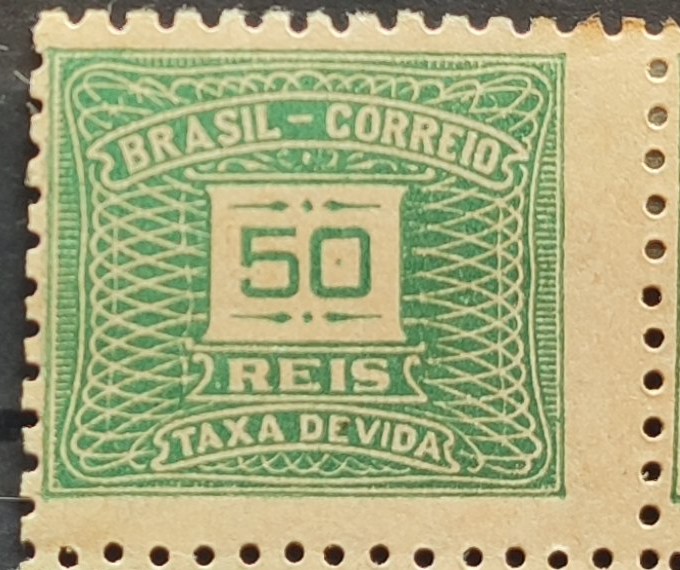 BRASIL - CORREIO
50
REIS
TAXA DEVIDA